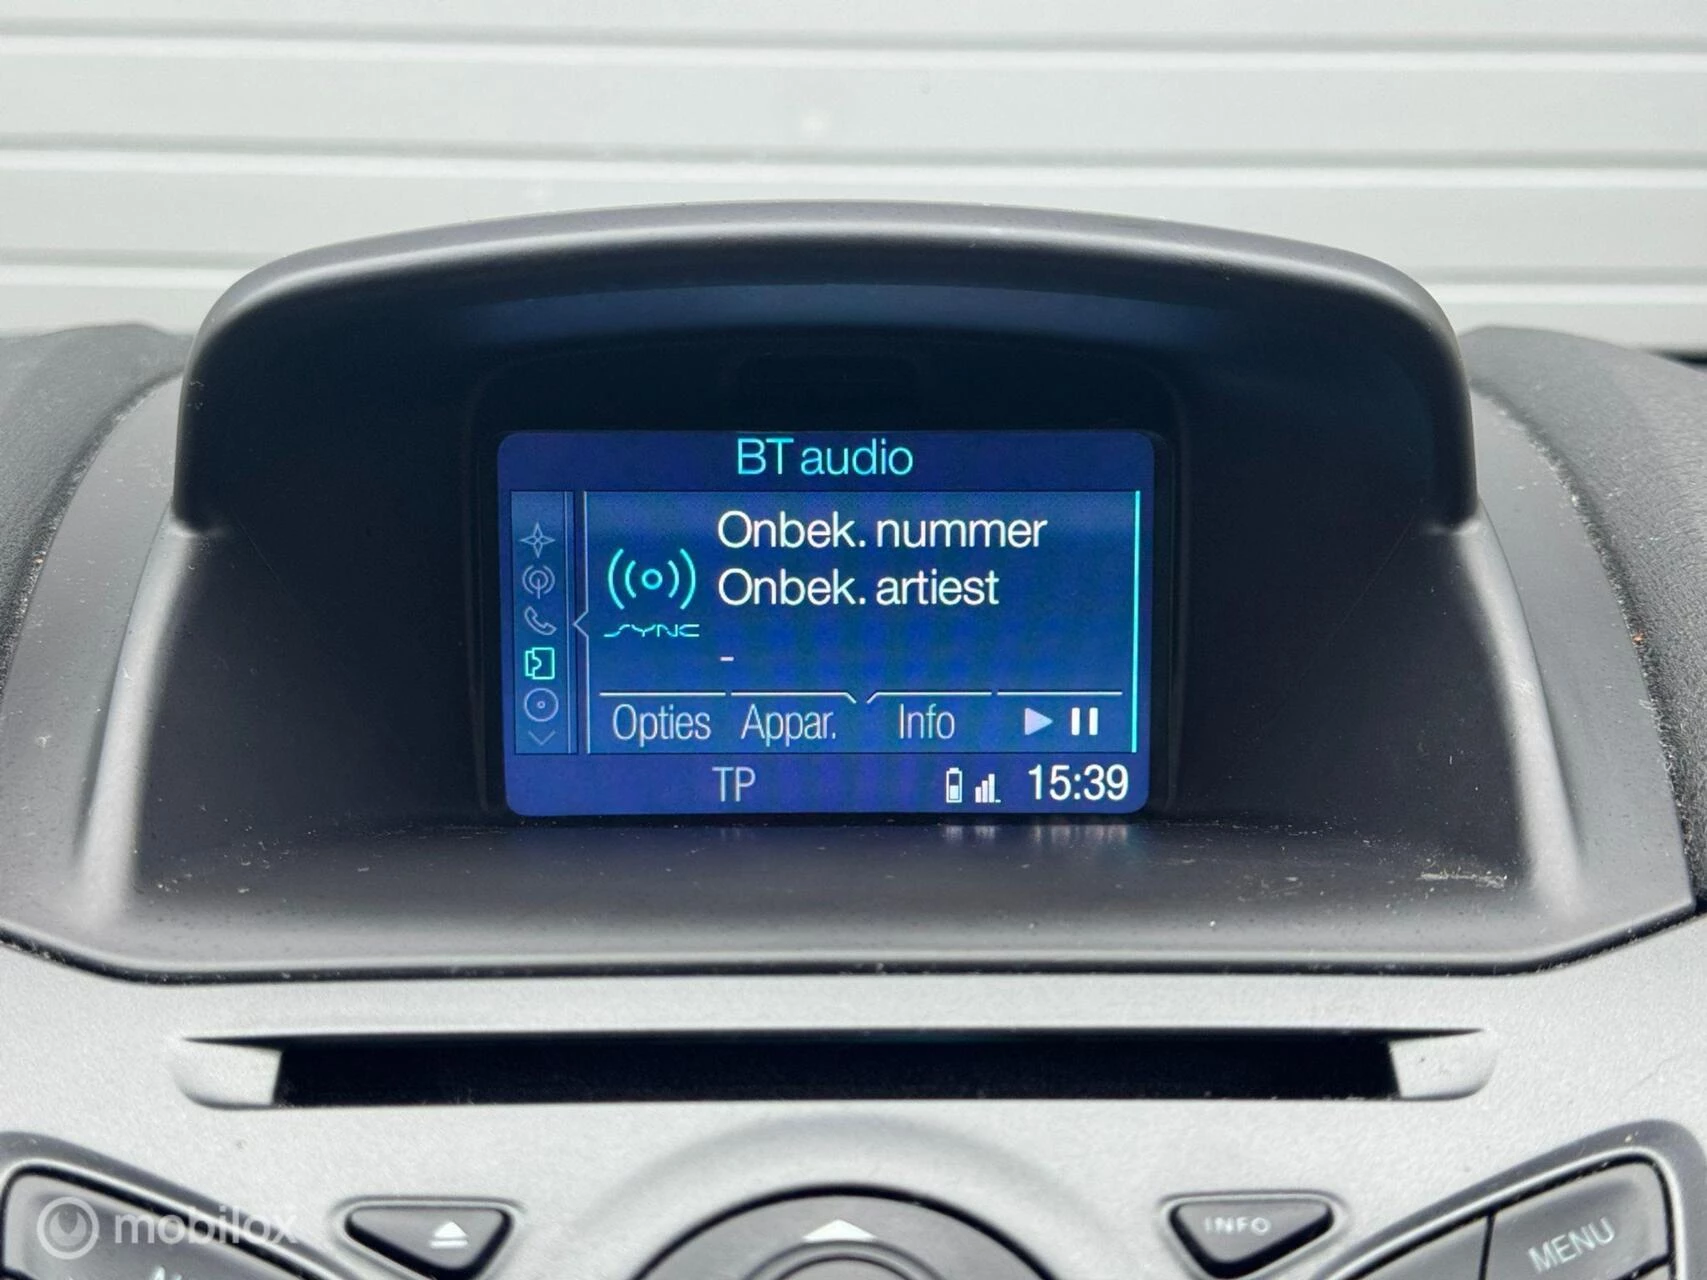 BT audio
Onbek. nummer
Onbek. artiest
SYNC
-
Opties Appar. Info
TP 15:39
INFO
MENU
mobilox